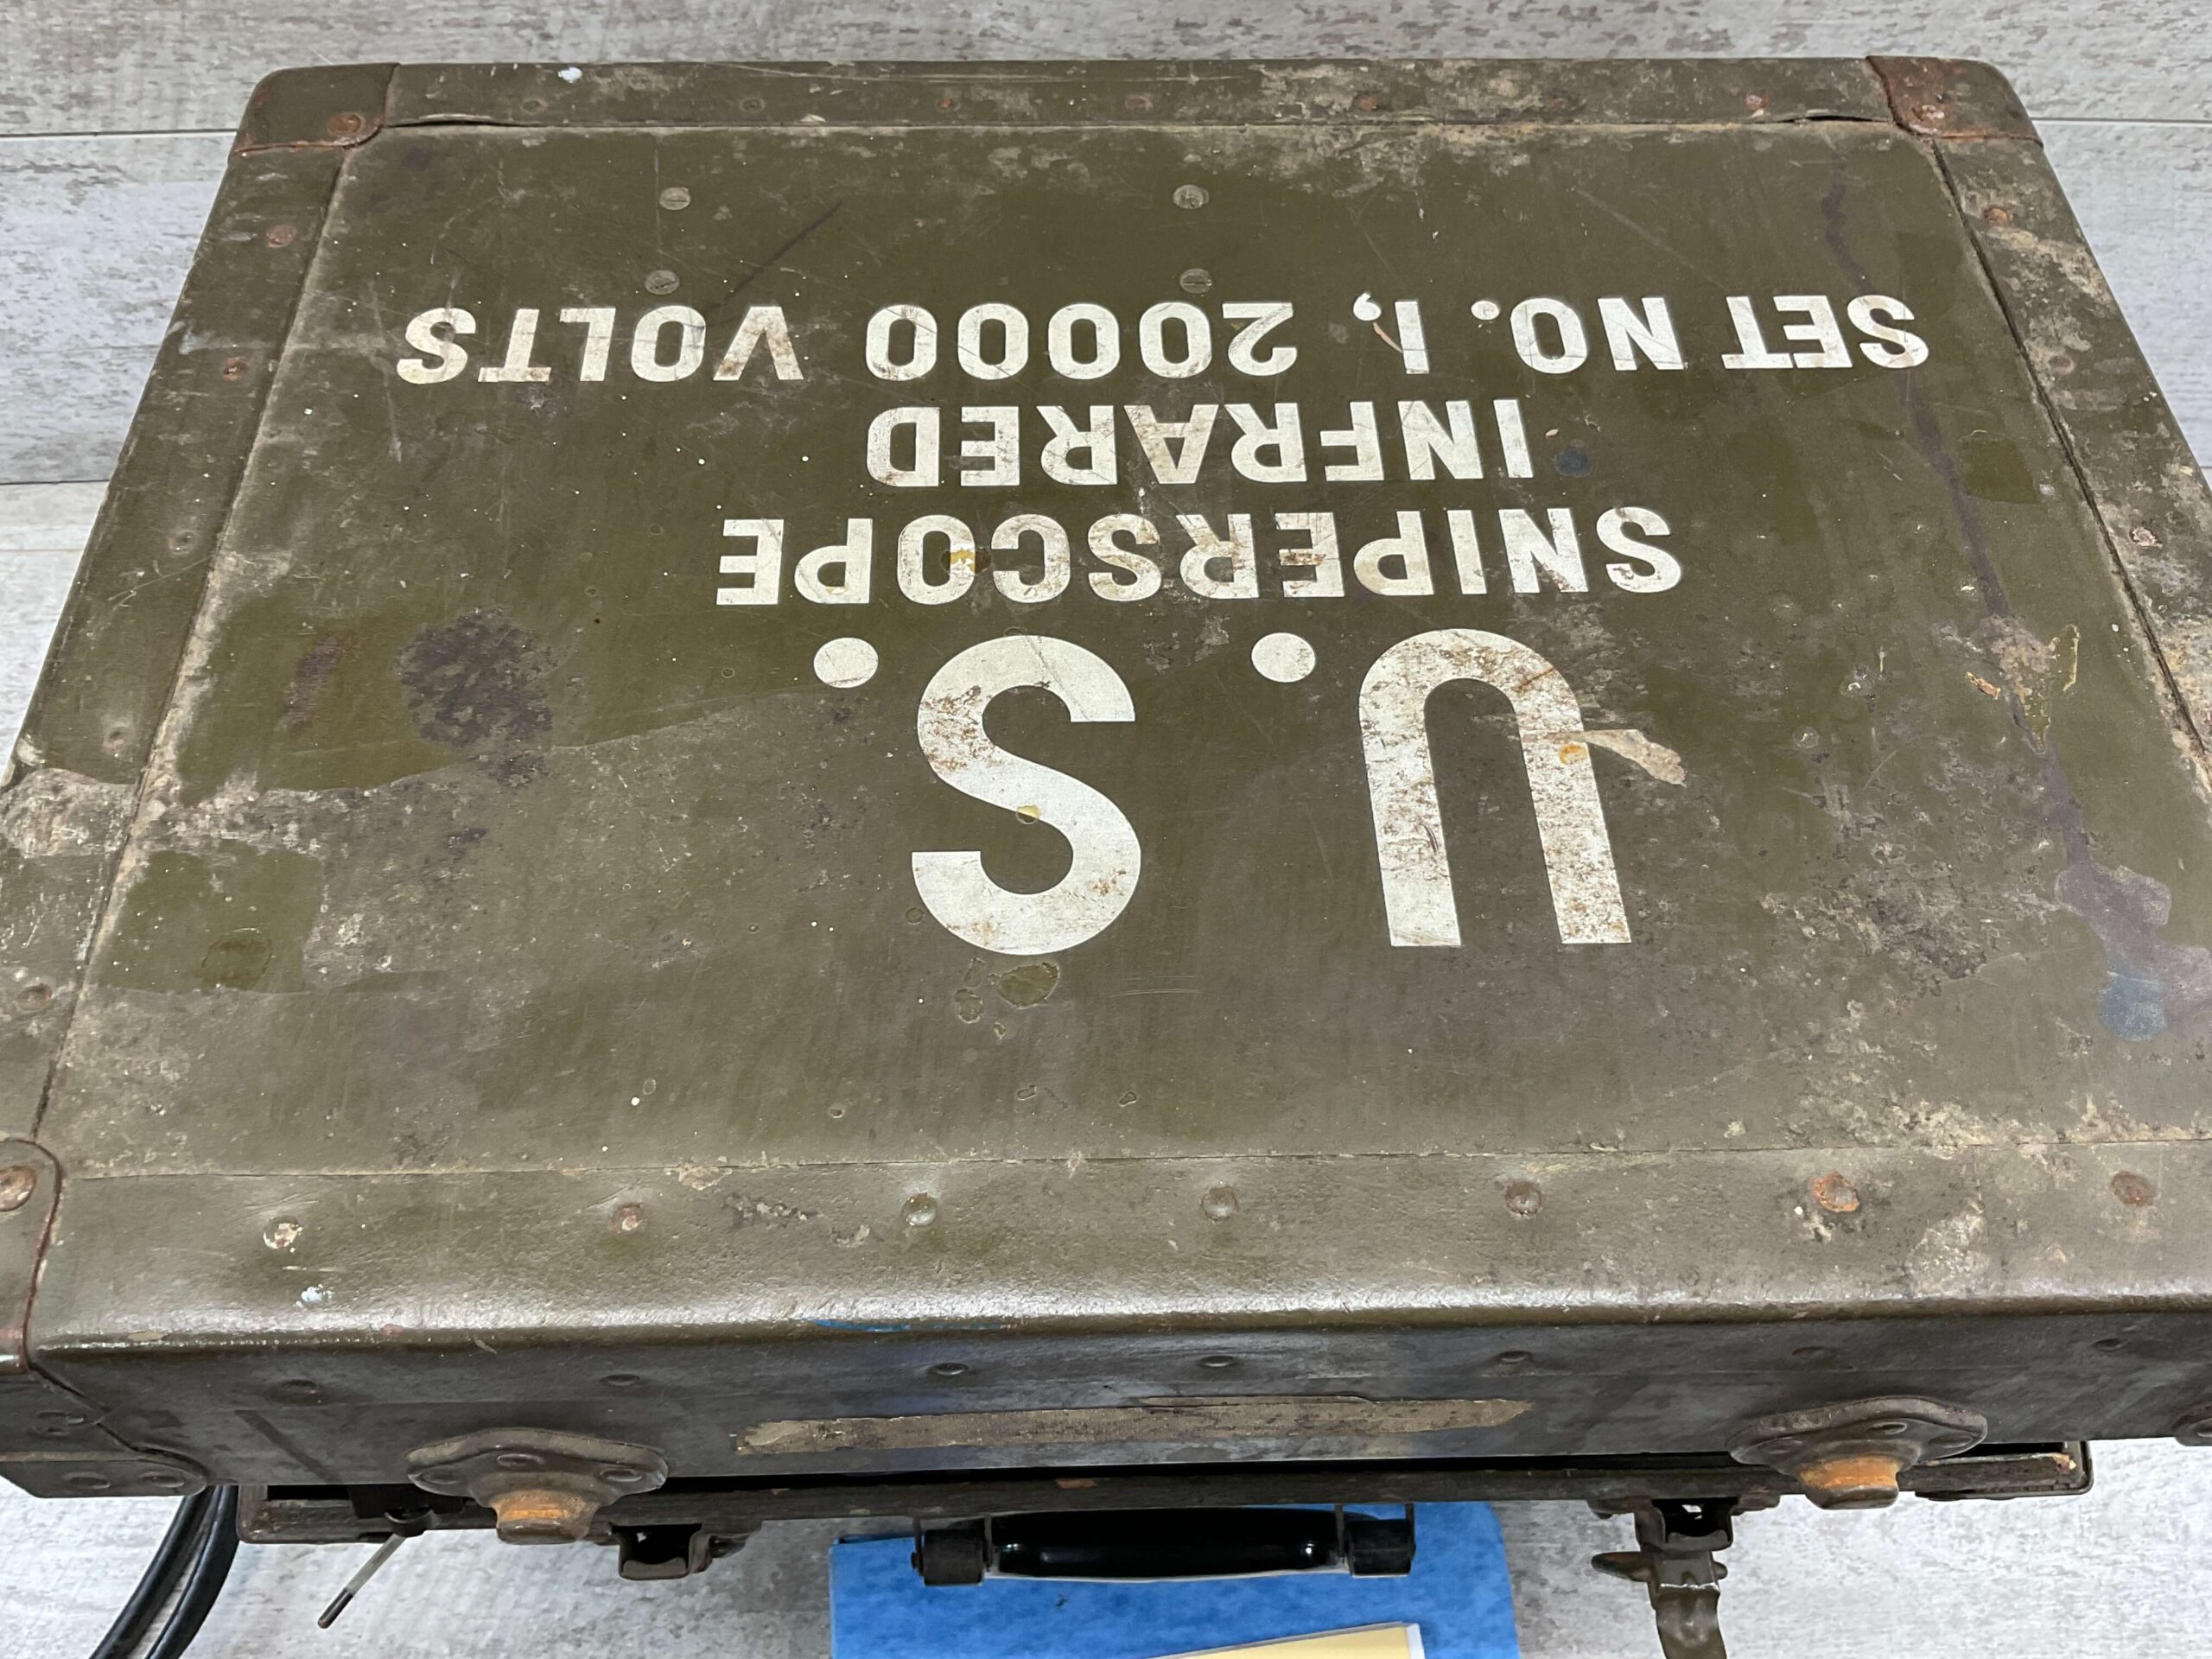 U. S.
SNIPERSCOPE
INFRARED
SET NO. 1, 20000 VOLTS